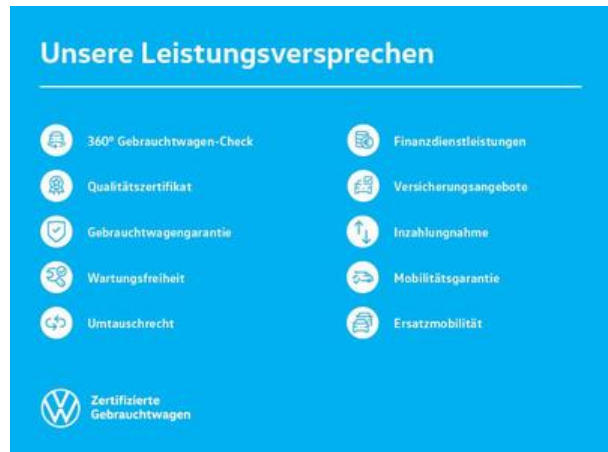 Unsere Leistungsversprechen
360° Gebrauchtwagen-Check
Qualitätszertifikat
Gebrauchtwagengarantie
Wartungsfreiheit
Umtauschrecht
Finanzdienstleistungen
Versicherungsangebote
Inzahlungnahme
Mobilitätsgarantie
Ersatzmobilität
Zertifizierte
Gebrauchtwagen